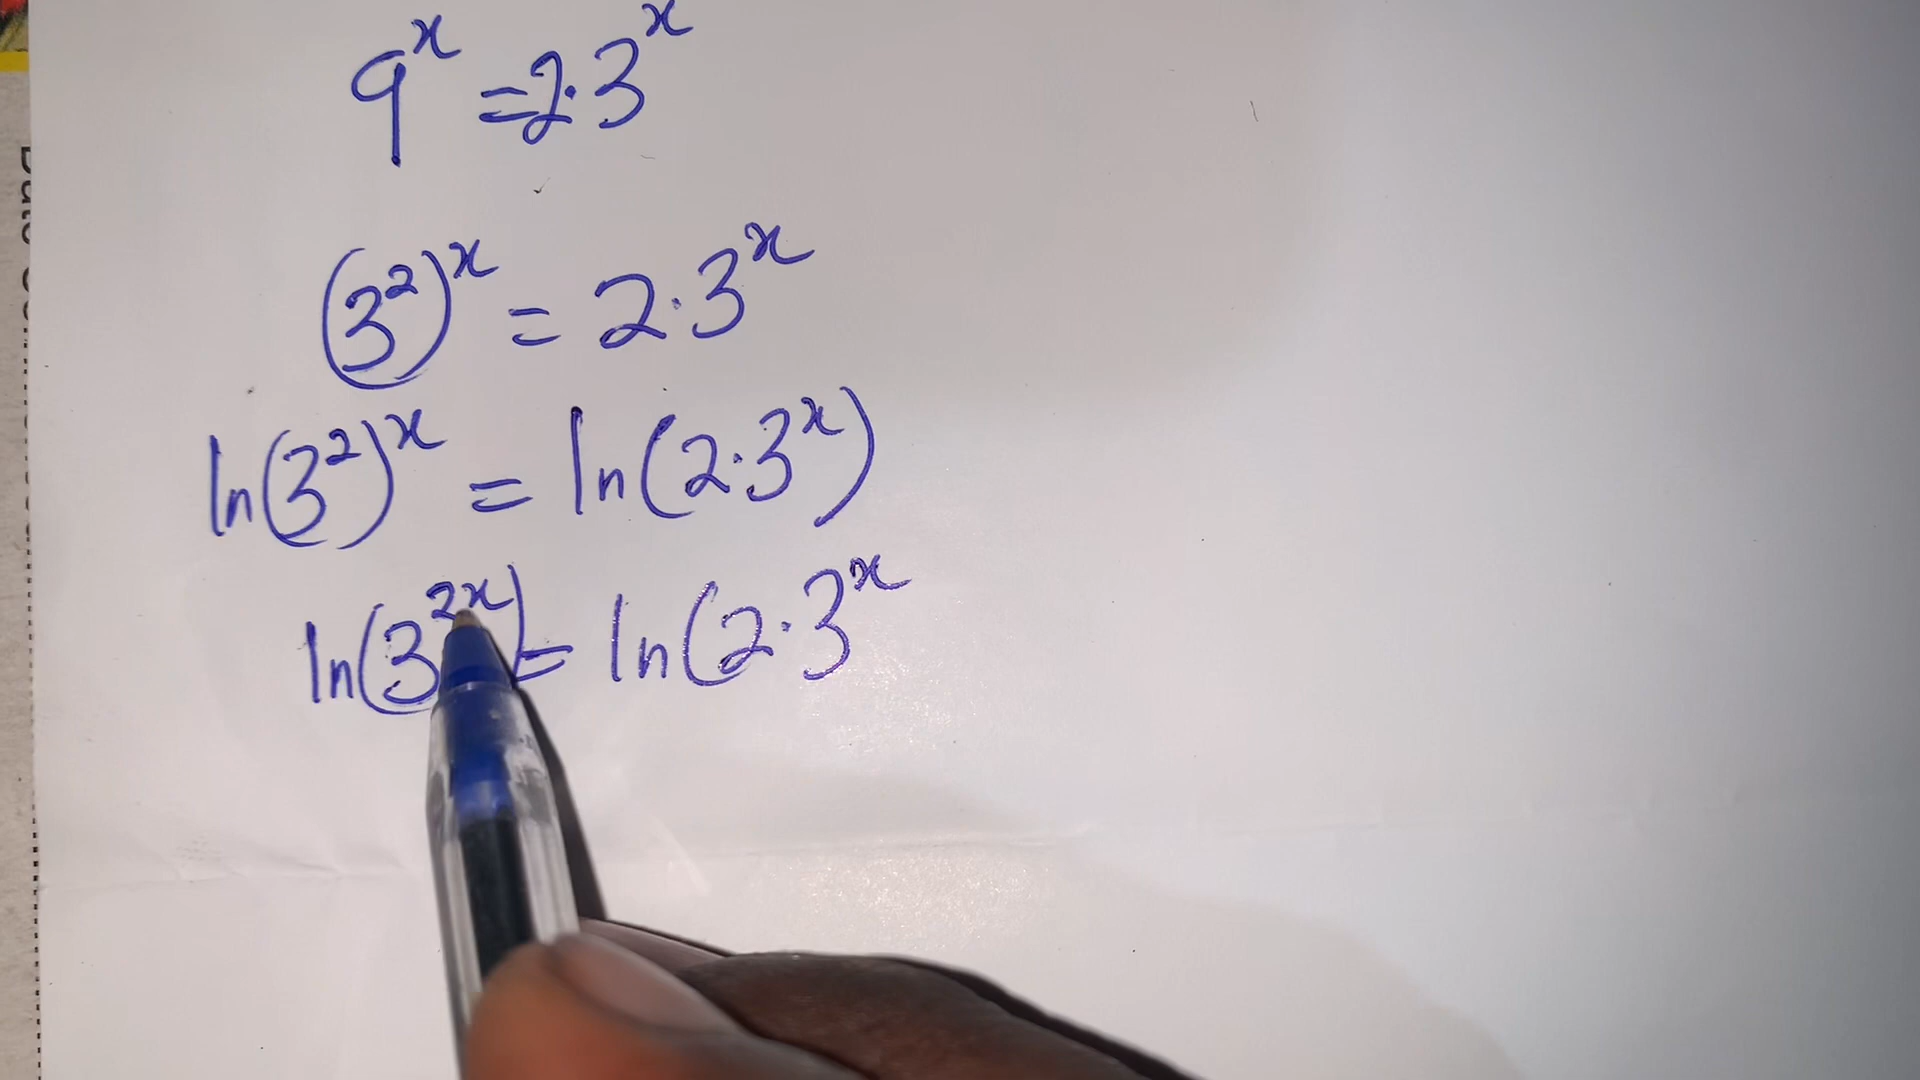 9^x = 2·3^x
(3^2)^x = 2·3^x
ln(3^2)^x = ln(2·3^x)
ln(3^2x) = ln(2·3^x